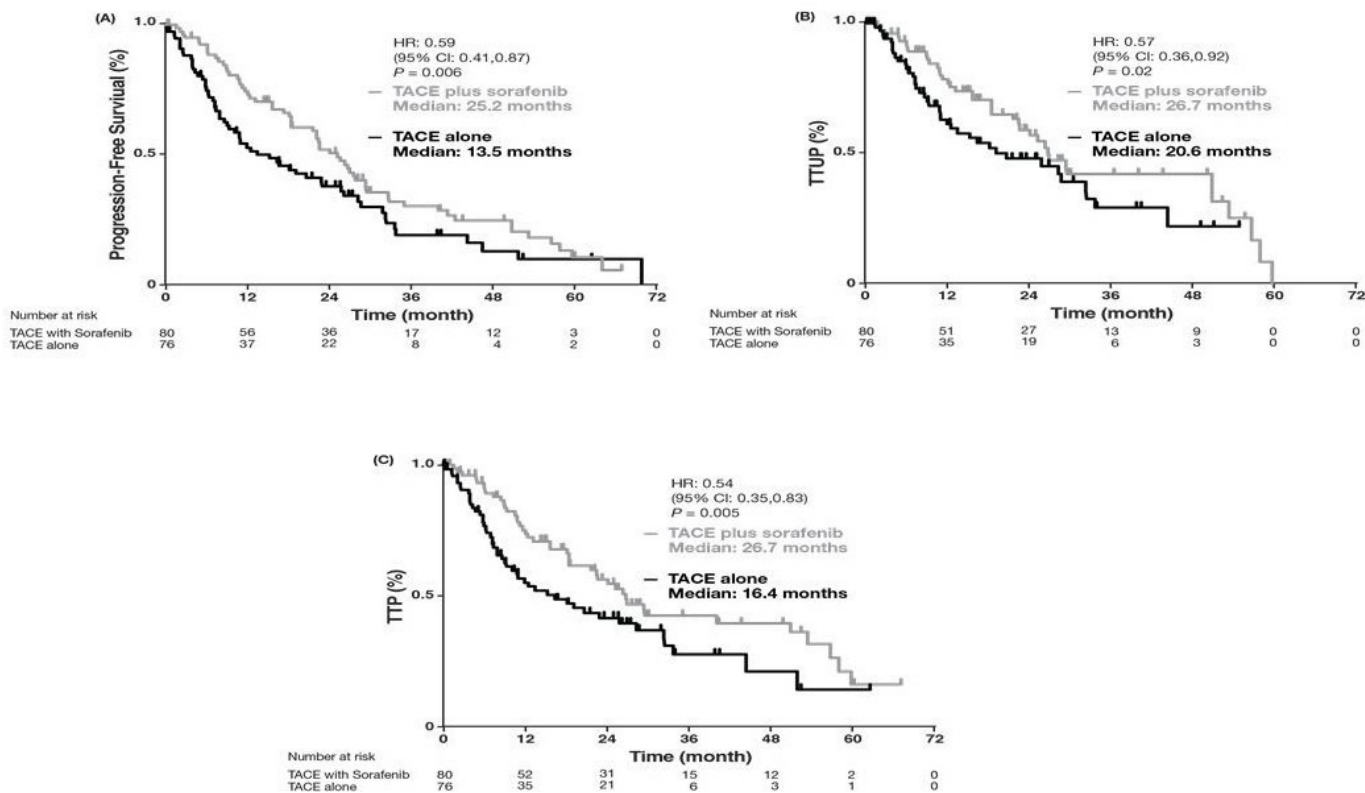 (A)
1.0
0.5
0
Progression-Free Survival (%)
HR: 0.59
(95% CI: 0.41,0.87)
P = 0.006
TACE plus sorafenib
Median: 25.2 months
TACE alone
Median: 13.5 months
0 12 24 36 48 60 72
Number at risk
Time (month)
TACE with Sorafenib 80 56 36 17 12 3 0
TACE alone 76 37 22 8 4 2 0
(B)
1.0
0.5
0
TTUP (%)
HR: 0.57
(95% CI: 0.36,0.92)
P = 0.02
TACE plus sorafenib
Median: 26.7 months
TACE alone
Median: 20.6 months
0 12 24 36 48 60 72
Number at risk
Time (month)
TACE with Sorafenib 80 51 27 13 9 0 0
TACE alone 76 35 19 6 3 0 0
(C)
1.0
0.5
0
TTP (%)
HR: 0.54
(95% CI: 0.35,0.83)
P = 0.005
TACE plus sorafenib
Median: 26.7 months
TACE alone
Median: 16.4 months
0 12 24 36 48 60 72
Number at risk
Time (month)
TACE with Sorafenib 80 52 31 15 12 2 0
TACE alone 76 35 21 6 3 1 0